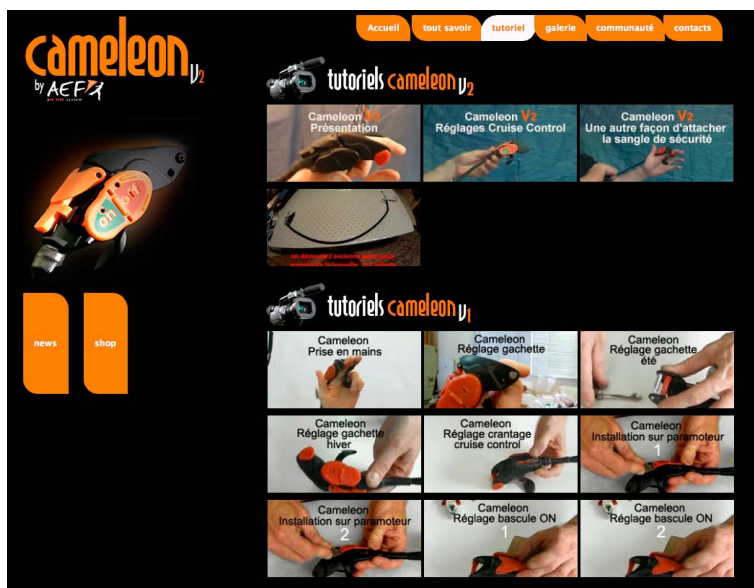 cameleon V2
by AEF
air life system
Accueil
tout savoir
tutoriel
galerie
communauté
contacts
tutoriels cameleon V2
Cameleon V2
Présentation
Cameleon V2
Réglages Cruise Control
Cameleon V2
Une autre façon d'attacher
la sangle de sécurité
on
news
shop
tutoriels cameleon V1
Cameleon
Prise en mains
Cameleon
Réglage gachette
Cameleon
Réglage gachette
été
Cameleon
Réglage gachette
hiver
Cameleon
Réglage crantage
cruise control
Cameleon
Installation sur paramoteur
1
Cameleon
Installation sur paramoteur
2
Cameleon
Réglage bascule ON
1
Cameleon
Réglage bascule ON
2